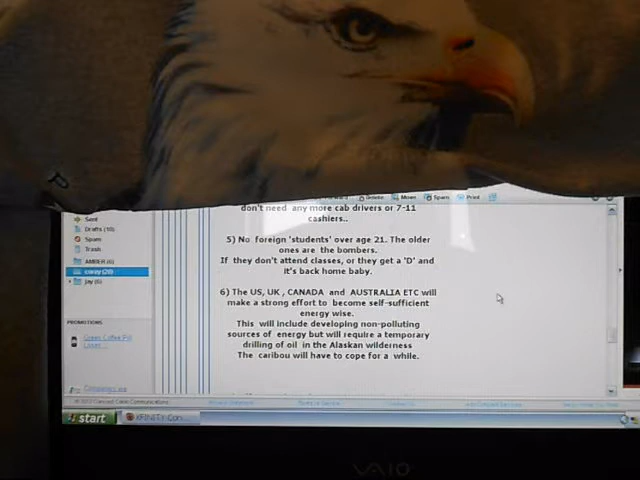 Delete Move Spam Print
don't need any more cab drivers or 7-11
cashiers..
Sent
Drafts (10)
Spam
Trash
AMBER (6)
corey (20)
jay (6)
5) No foreign 'students' over age 21. The older
ones are the bombers.
If they don't attend classes, or they get a 'D' and
it's back home baby.
6) The US, UK , CANADA and AUSTRALIA ETC will
make a strong effort to become self-sufficient
energy wise.
This will include developing non-polluting
sources of energy but will require a temporary
drilling of oil in the Alaskan wilderness
The caribou will have to cope for a while.
PROMOTIONS
start
VAIO